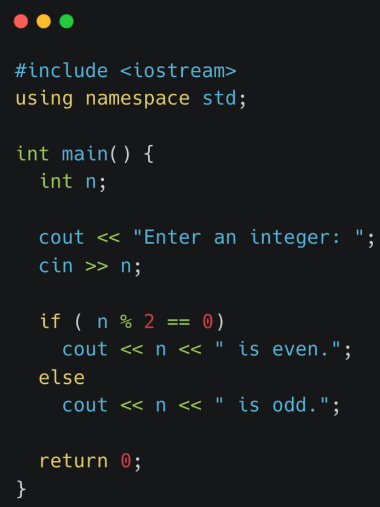 #include <iostream>
using namespace std;

int main() {
  int n;

  cout << "Enter an integer: ";
  cin >> n;

  if ( n % 2 == 0)
    cout << n << " is even.";
  else
    cout << n << " is odd.";

  return 0;
}